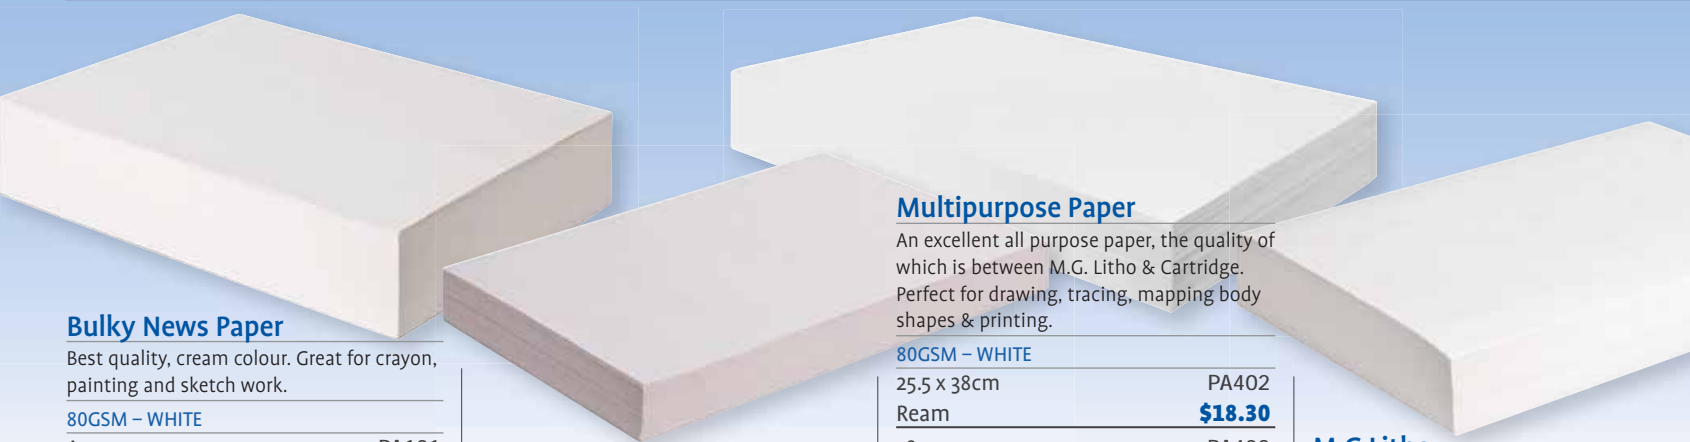 Bulky News Paper
Best quality, cream colour. Great for crayon,
painting and sketch work.
80GSM – WHITE
Multipurpose Paper
An excellent all purpose paper, the quality of
which is between M.G. Litho & Cartridge.
Perfect for drawing, tracing, mapping body
shapes & printing.
80GSM – WHITE
25.5 x 38cm PA402
Ream $18.30